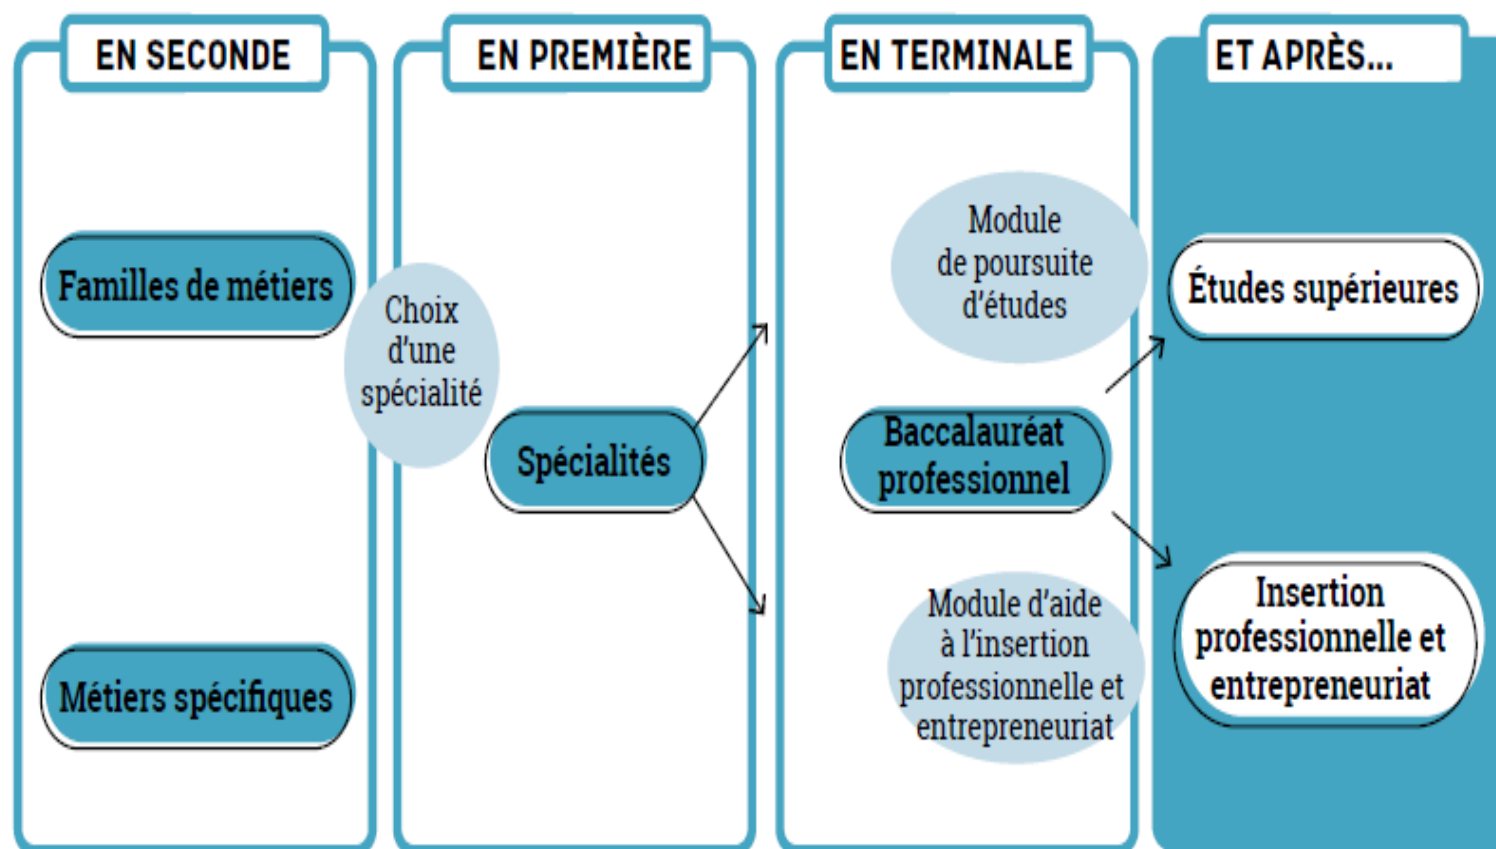 EN SECONDE
Familles de métiers
Métiers spécifiques
Choix
d'une
spécialité
EN PREMIÈRE
Spécialités
EN TERMINALE
Module
de poursuite
d'études
Baccalauréat
professionnel
Module d'aide
à l'insertion
professionnelle et
entrepreneuriat
ET APRÈS...
Études supérieures
Insertion
professionnelle et
entrepreneuriat